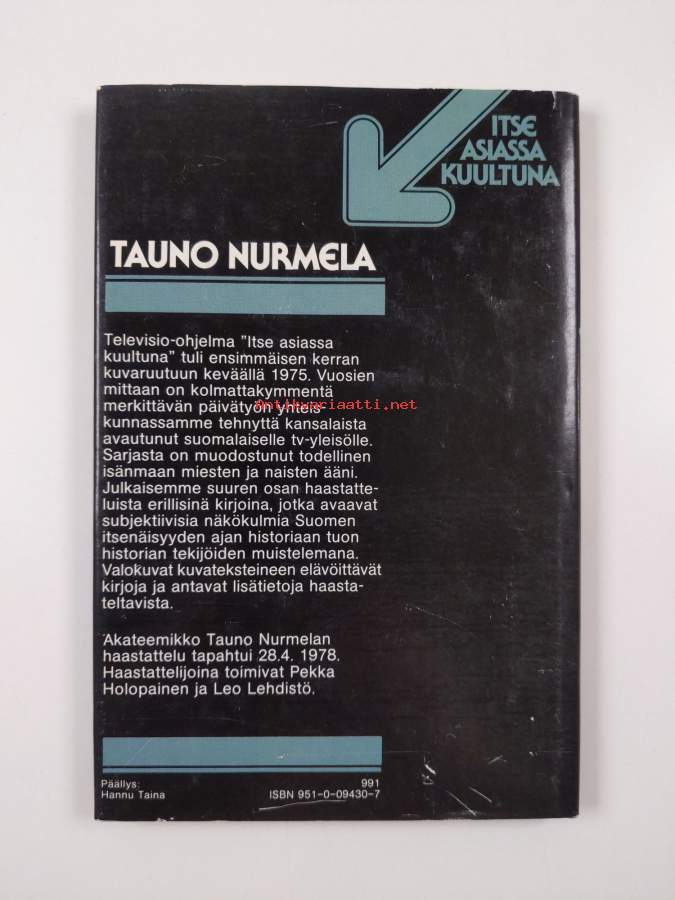 ITSE
ASIASSA
KUULTUNA
TAUNO NURMELA
Televisio-ohjelma "Itse asiassa
kuultuna" tuli ensimmäisen kerran
kuvaruutuun keväällä 1975. Vuosien
mittaan on kolmattakymmentä
merkittävän päivätyön yhteis-
Antikvariaatti.net
kunnassamme tehnyttä kansalaista
avautunut suomalaiselle tv-yleisölle.
Sarjasta on muodostunut todellinen
isänmaan miesten ja naisten ääni.
Julkaisemme suuren osan haastatte-
luista erillisinä kirjoina, jotka avaavat
subjektiivisia näkökulmia Suomen
itsenäisyyden ajan historiaan tuon
historian tekijöiden muistelemana.
Valokuvat kuvateksteineen elävöittävät
kirjoja ja antavat lisätietoja haasta-
teltavista.
Akateemikko Tauno Nurmelan
haastattelu tapahtui 28.4. 1978.
Haastattelijoina toimivat Pekka
Holopainen ja Leo Lehdistö.
Päällys:
Hannu Taina
991
ISBN 951-0-09430-7